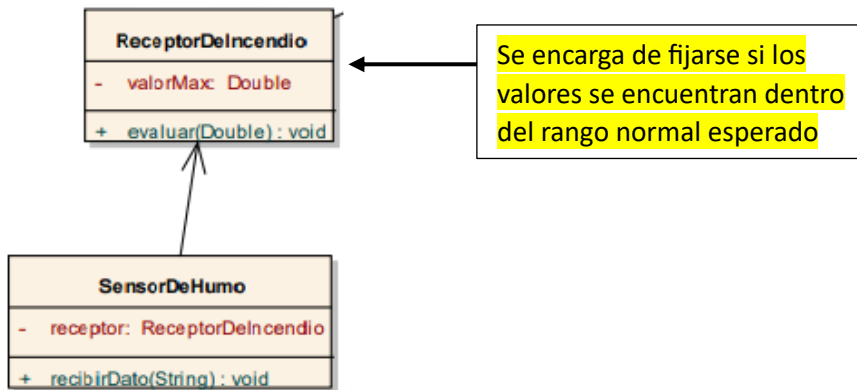 ReceptorDeIncendio
- valorMax: Double
+ evaluar(Double) : void
Se encarga de fijarse si los
valores se encuentran dentro
del rango normal esperado
SensorDeHumo
- receptor: ReceptorDeIncendio
+ recibirDato(String) : void